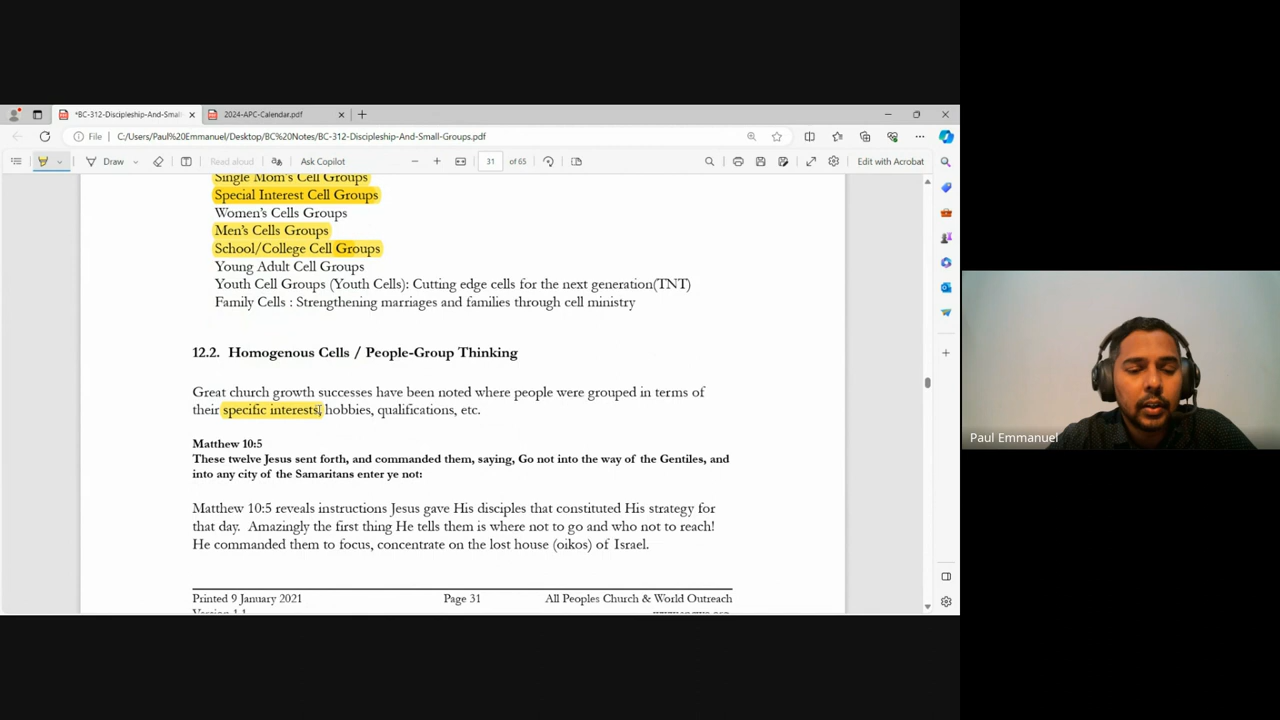 *BC-312-Discipleship-And-Small-
2024-APC-Calendar.pdf
File
C:/Users/Paul%20Emmanuel/Desktop/BC%20Notes/BC-312-Discipleship-And-Small-Groups.pdf
Draw
Read aloud
Ask Copilot
31
of 65
Edit with Acrobat
Single Mom's Cell Groups
Special Interest Cell Groups
Women's Cells Groups
Men's Cells Groups
School/College Cell Groups
Young Adult Cell Groups
Youth Cell Groups (Youth Cells): Cutting edge cells for the next generation(TNT)
Family Cells : Strengthening marriages and families through cell ministry
12.2. Homogenous Cells / People-Group Thinking
Great church growth successes have been noted where people were grouped in terms of
their specific interests, hobbies, qualifications, etc.
Matthew 10:5
These twelve Jesus sent forth, and commanded them, saying, Go not into the way of the Gentiles, and
into any city of the Samaritans enter ye not:
Matthew 10:5 reveals instructions Jesus gave His disciples that constituted His strategy for
that day. Amazingly the first thing He tells them is where not to go and who not to reach!
He commanded them to focus, concentrate on the lost house (oikos) of Israel.
Printed 9 January 2021
Page 31
All Peoples Church & World Outreach
Version 1.1
Paul Emmanuel